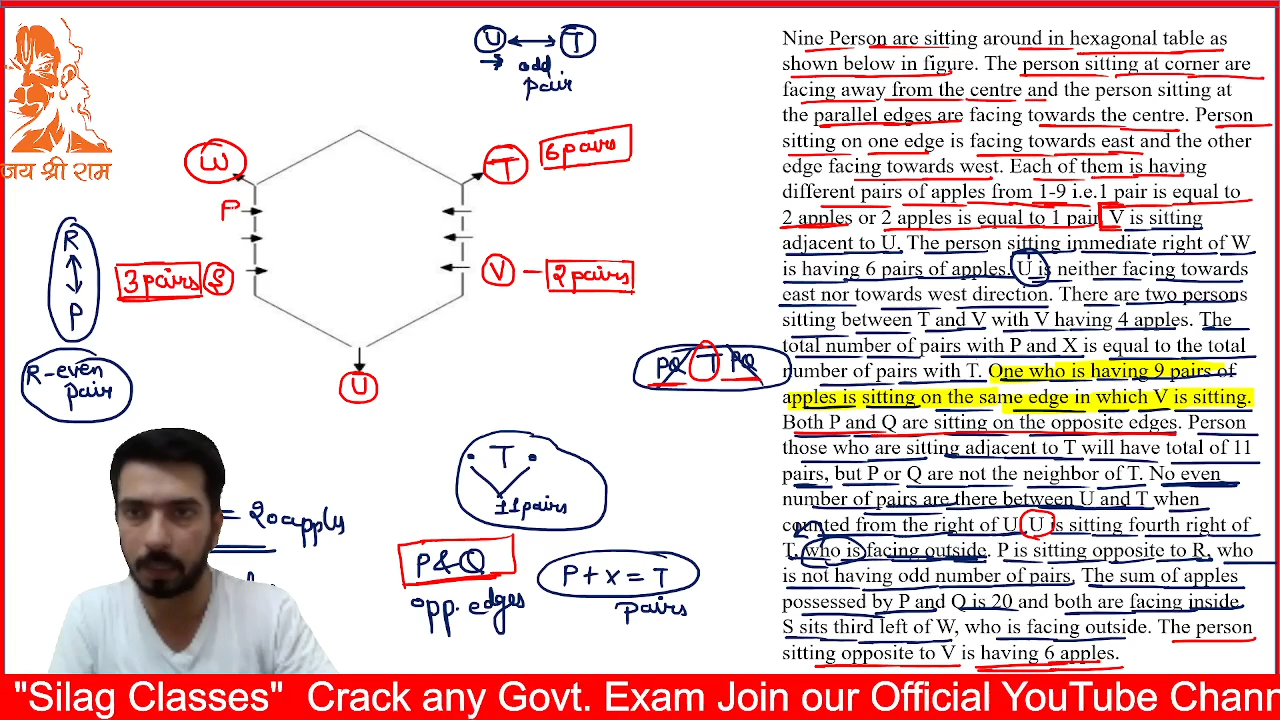 U ↔ T
odd
pair
W
T 6 pairs
P
R
↕
P
3 pairs S
V - 2 pairs
R-even
pair
PQ T PQ
U
. T .
11 pairs
= 20 apply
P & Q
opp. edges
P + x = T
pairs
जय श्री राम
Nine Person are sitting around in hexagonal table as
shown below in figure. The person sitting at corner are
facing away from the centre and the person sitting at
the parallel edges are facing towards the centre. Person
sitting on one edge is facing towards east and the other
edge facing towards west. Each of them is having
different pairs of apples from 1-9 i.e.1 pair is equal to
2 apples or 2 apples is equal to 1 pair. V is sitting
adjacent to U. The person sitting immediate right of W
is having 6 pairs of apples. U is neither facing towards
east nor towards west direction. There are two persons
sitting between T and V with V having 4 apples. The
total number of pairs with P and X is equal to the total
number of pairs with T. One who is having 9 pairs of
apples is sitting on the same edge in which V is sitting.
Both P and Q are sitting on the opposite edges. Person
those who are sitting adjacent to T will have total of 11
pairs, but P or Q are not the neighbor of T. No even
number of pairs are there between U and T when
counted from the right of U. U is sitting fourth right of
T, who is facing outside. P is sitting opposite to R, who
is not having odd number of pairs. The sum of apples
possessed by P and Q is 20 and both are facing inside.
S sits third left of W, who is facing outside. The person
sitting opposite to V is having 6 apples.
"Silag Classes" Crack any Govt. Exam Join our Official YouTube Chann